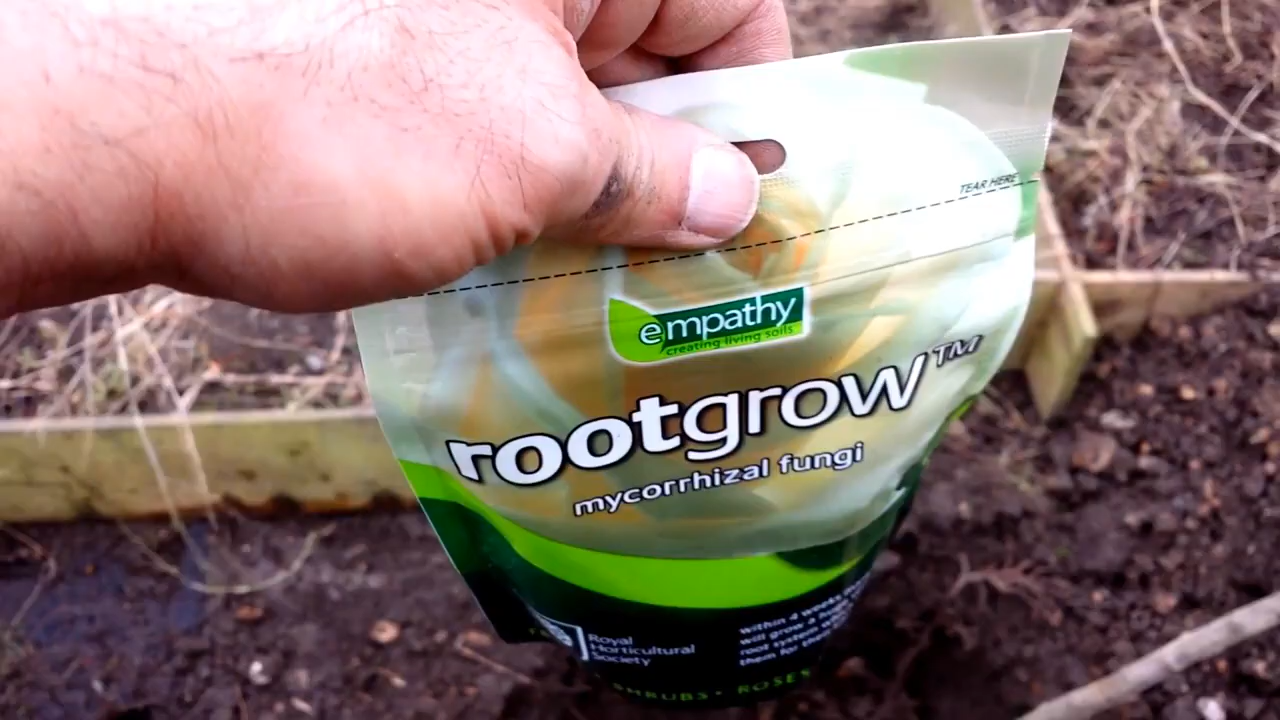 TEAR HERE
empathy
creating living soils
rootgrow™
mycorrhizal fungi
Royal
Horticultural
Society
within 4 weeks
will grow a
root system
them for their
SHRUBS • ROSES